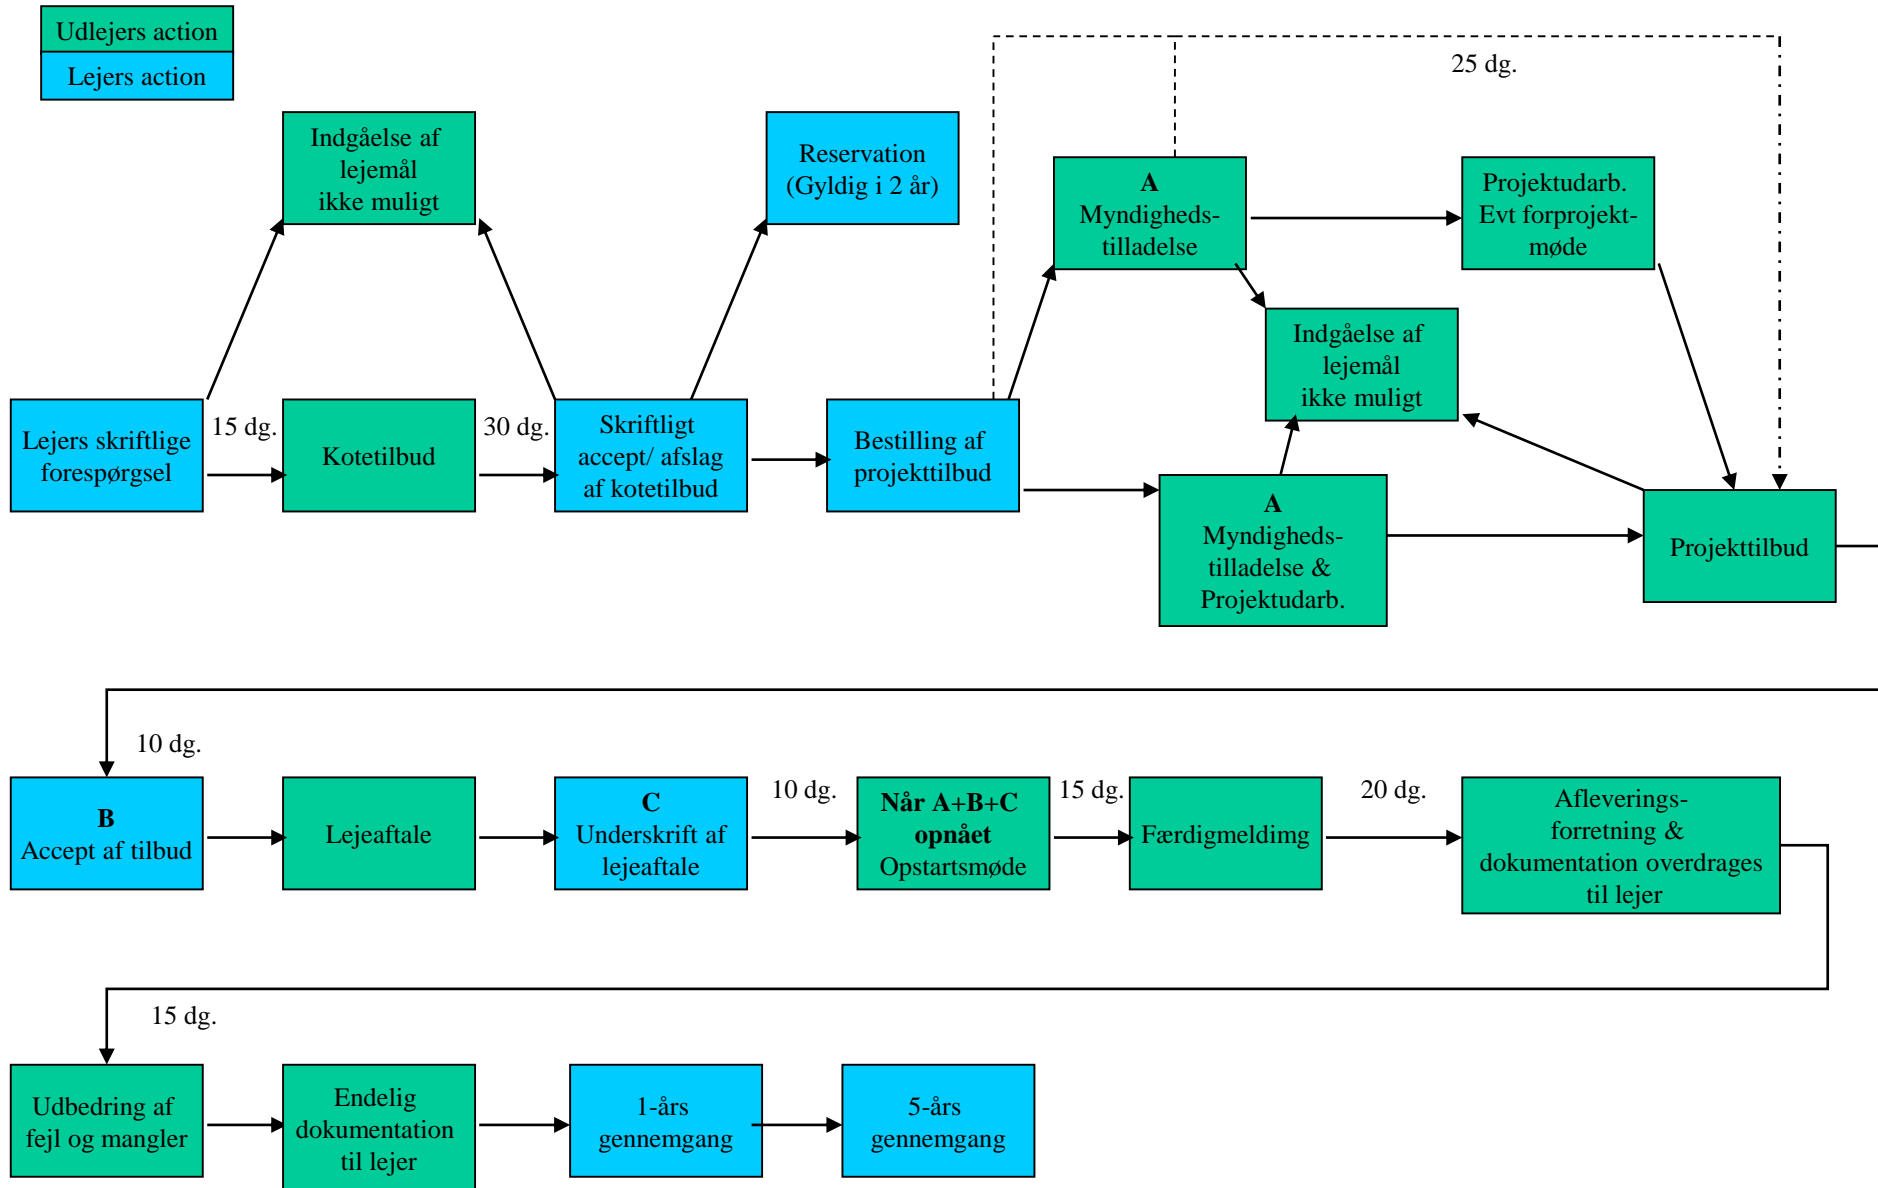 Udlejers action
Lejers action
25 dg.
Indgåelse af
lejemål
ikke muligt
Reservation
(Gyldig i 2 år)
A
Myndigheds-
tilladelse
Projektudarb.
Evt forprojekt-
møde
Indgåelse af
lejemål
ikke muligt
Lejers skriftlige
forespørgsel
15 dg.
Kotetilbud
30 dg.
Skriftligt
accept/ afslag
af kotetilbud
Bestilling af
projekttilbud
A
Myndigheds-
tilladelse &
Projektudarb.
Projekttilbud
10 dg.
B
Accept af tilbud
Lejeaftale
C
Underskrift af
lejeaftale
10 dg.
Når A+B+C
opnået
Opstartsmøde
15 dg.
Færdigmeldimg
20 dg.
Afleverings-
forretning &
dokumentation overdrages
til lejer
15 dg.
Udbedring af
fejl og mangler
Endelig
dokumentation
til lejer
1-års
gennemgang
5-års
gennemgang